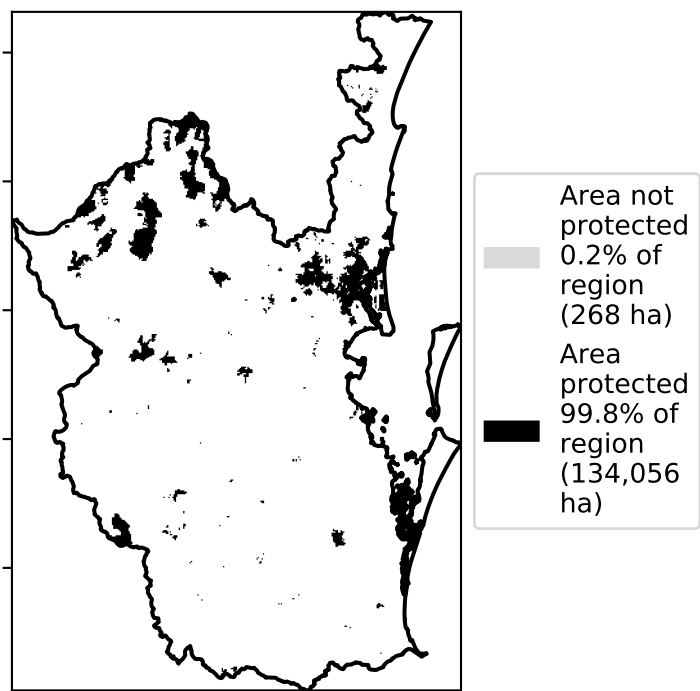 Area not
protected
0.2% of
region
(268 ha)
Area
protected
99.8% of
region
(134,056
ha)